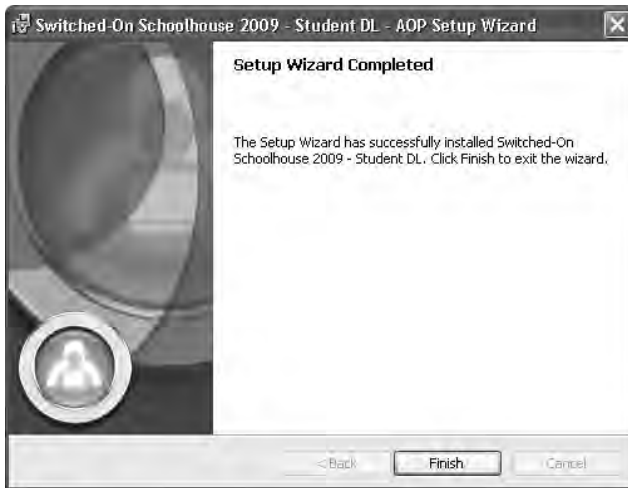 Switched-On Schoolhouse 2009 - Student DL - AOP Setup Wizard
Setup Wizard Completed
The Setup Wizard has successfully installed Switched-On
Schoolhouse 2009 - Student DL. Click Finish to exit the wizard.
< Back Finish Cancel